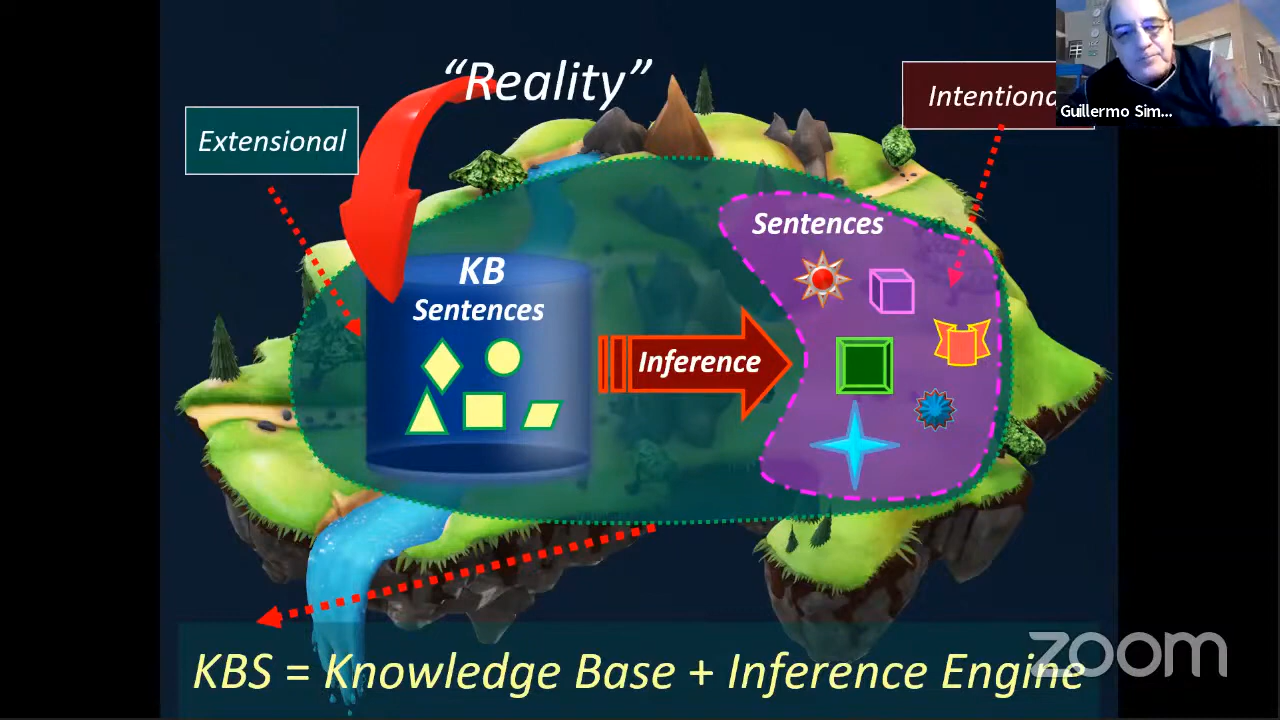 “Reality”
Extensional
Intentiona
Guillermo Sim...
Sentences
KB
Sentences
Inference
zoom
KBS = Knowledge Base + Inference Engine